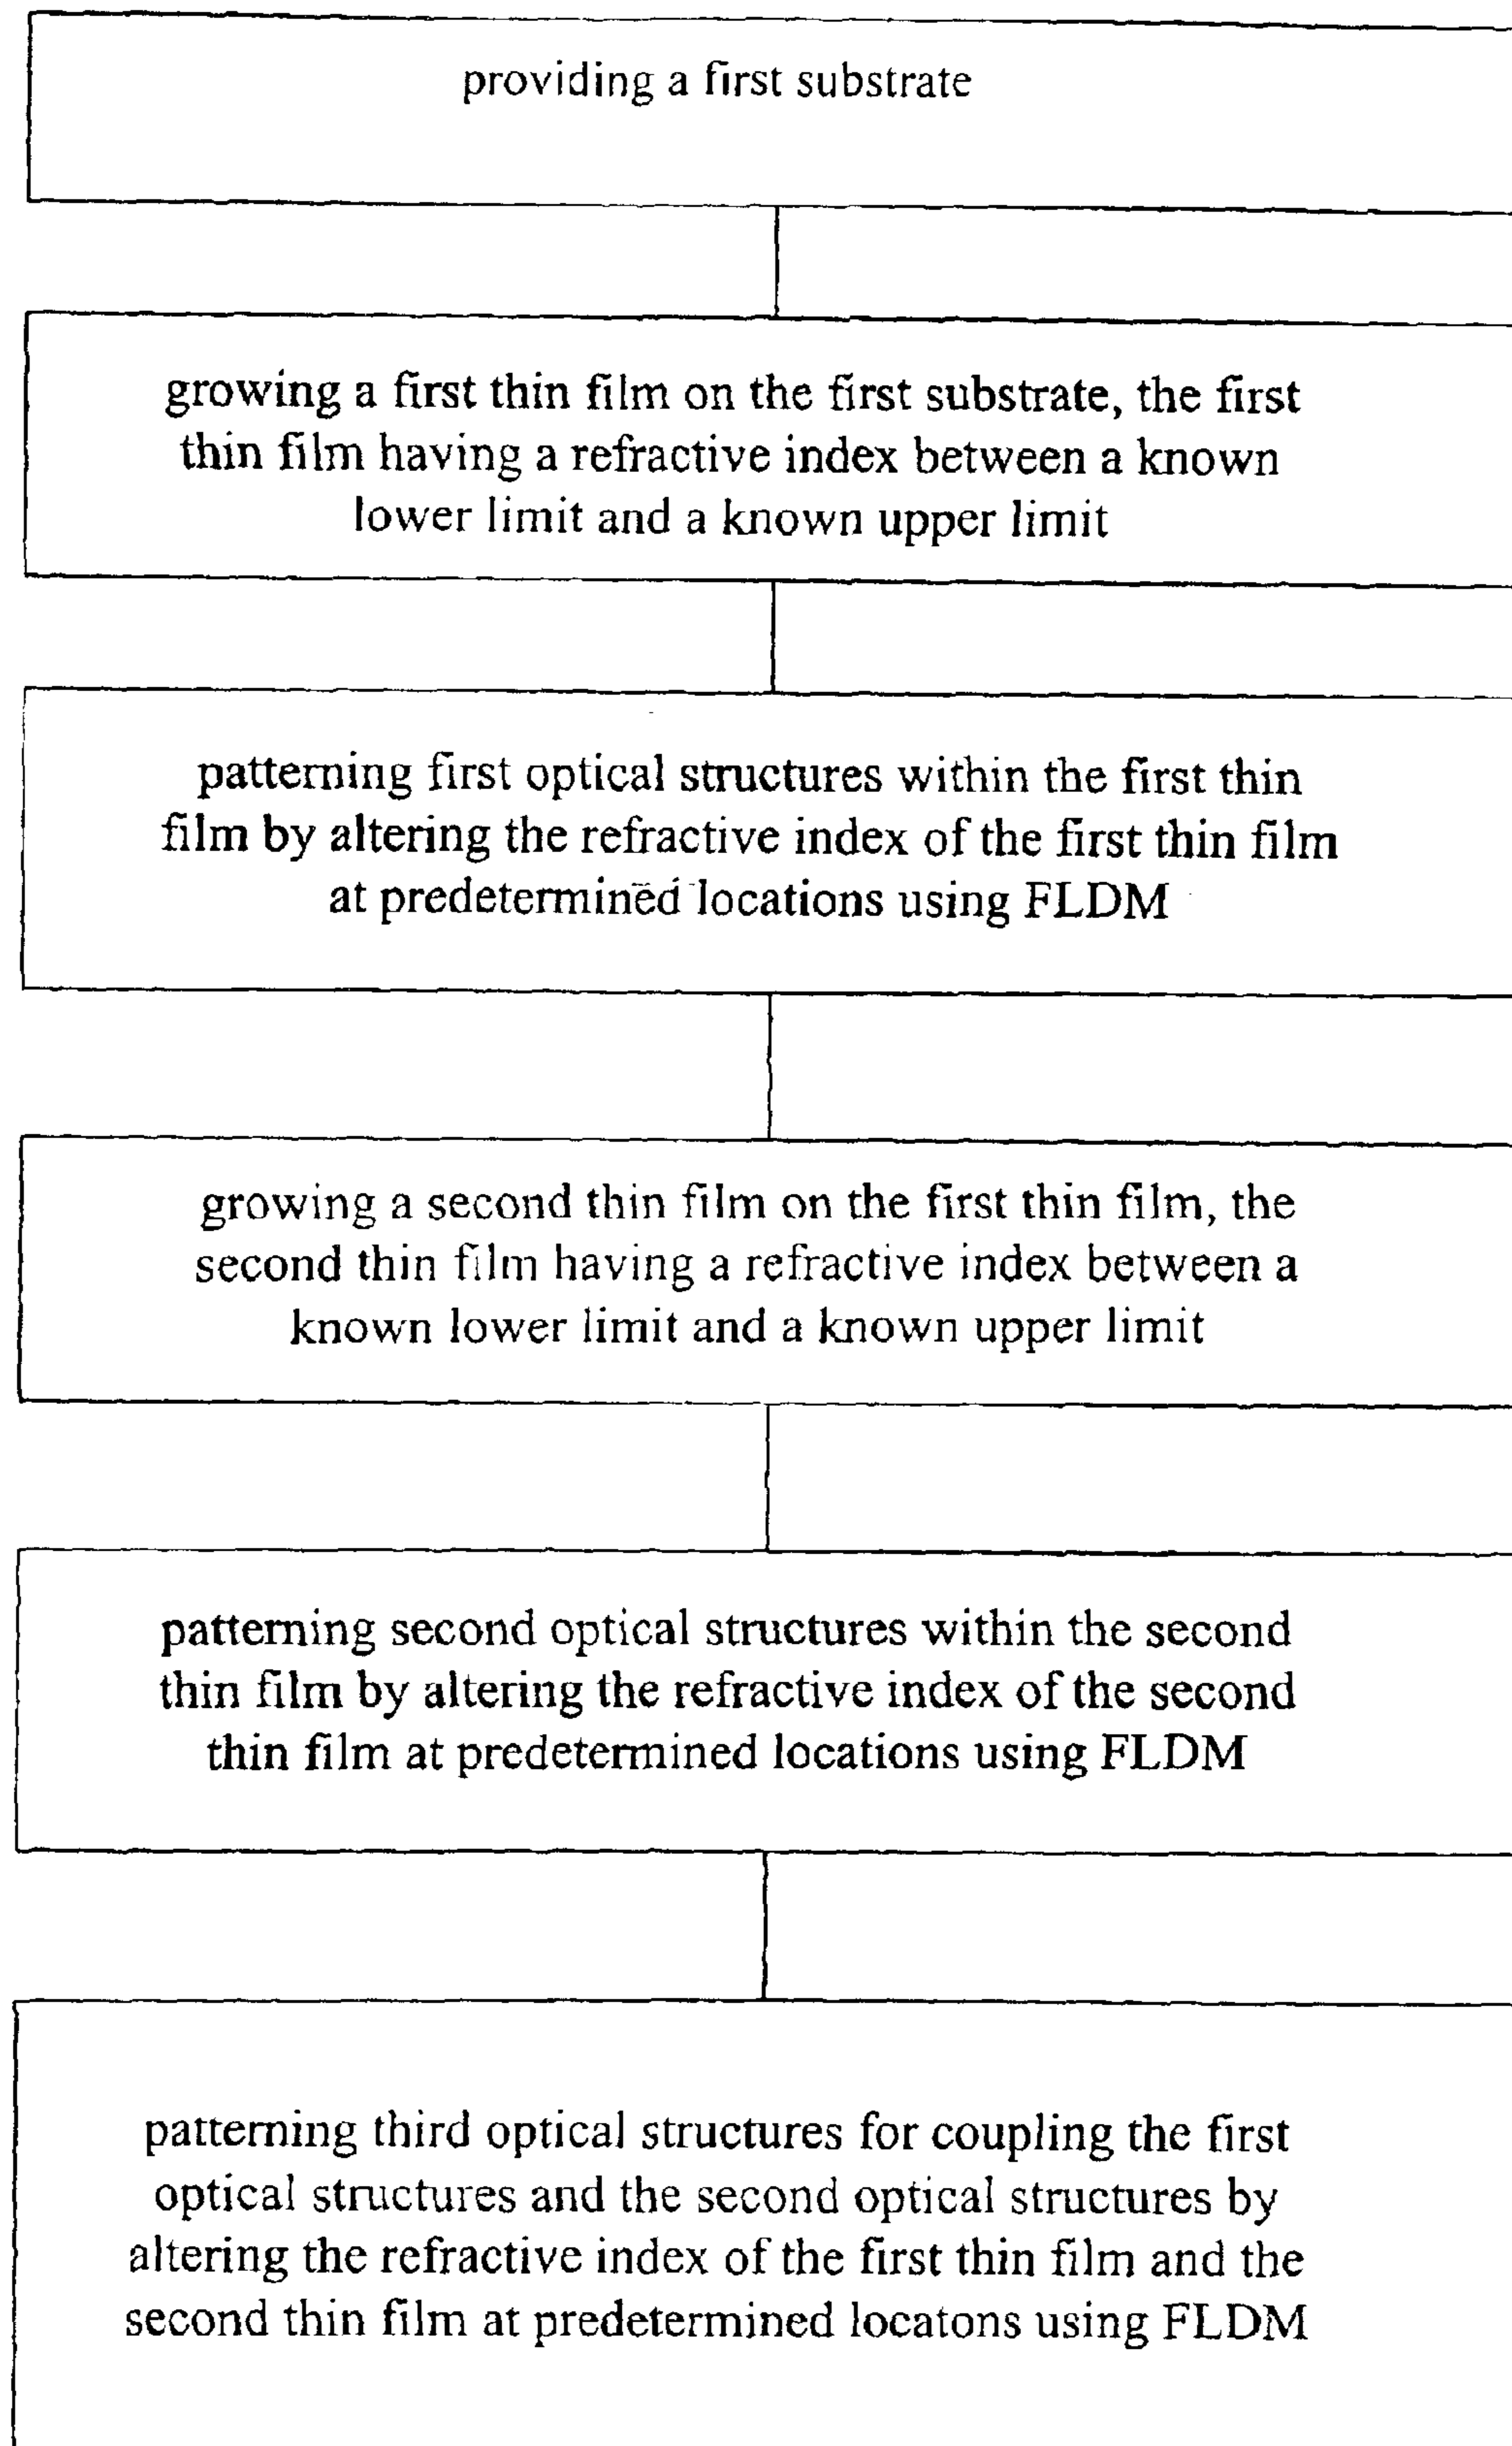 providing a first substrate
growing a first thin film on the first substrate, the first
thin film having a refractive index between a known
lower limit and a known upper limit
patterning first optical structures within the first thin
film by altering the refractive index of the first thin film
at predetermined locations using FLDM
growing a second thin film on the first thin film, the
second thin film having a refractive index between a
known lower limit and a known upper limit
patterning second optical structures within the second
thin film by altering the refractive index of the second
thin film at predetermined locations using FLDM
patterning third optical structures for coupling the first
optical structures and the second optical structures by
altering the refractive index of the first thin film and the
second thin film at predetermined locatons using FLDM